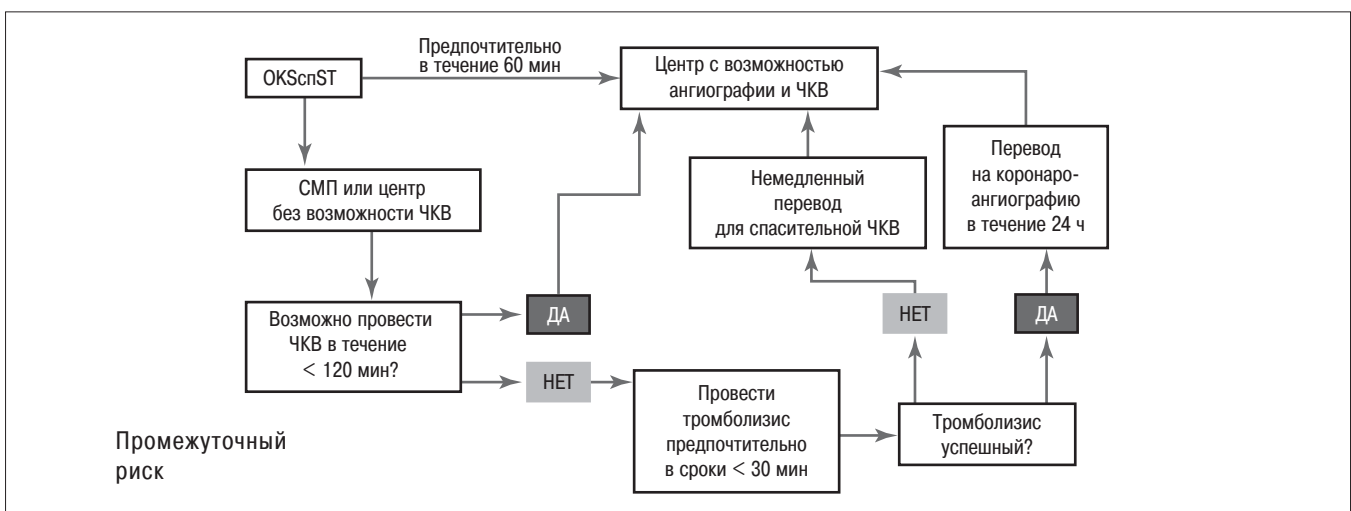 Предпочтительно
в течение 60 мин
OKSспST
Центр с возможностью
ангиографии и ЧКВ
СМП или центр
без возможности ЧКВ
Немедленный
перевод
для спасительной ЧКВ
Перевод
на коронаро-
ангиографию
в течение 24 ч
Возможно провести
ЧКВ в течение
< 120 мин?
ДА
НЕТ
НЕТ
ДА
Провести
тромболизис
предпочтительно
в сроки < 30 мин
Тромболизис
успешный?
Промежуточный
риск